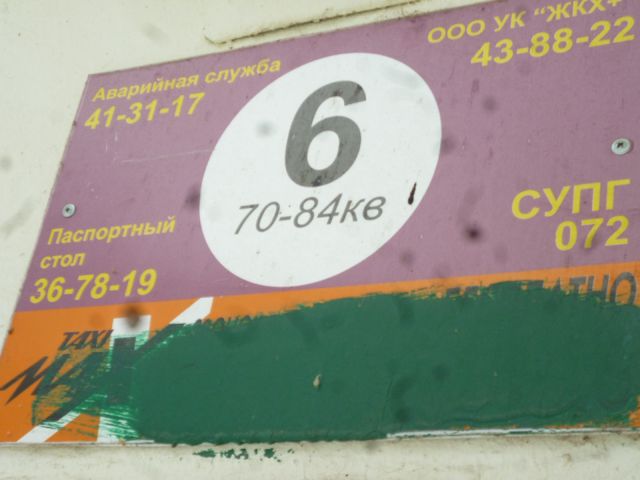 Аварийная служба
41-31-17
ООО УК "ЖКХ+
43-88-22
6
70-84кв
Паспортный
стол
36-78-19
СУПГ
072
TAXI